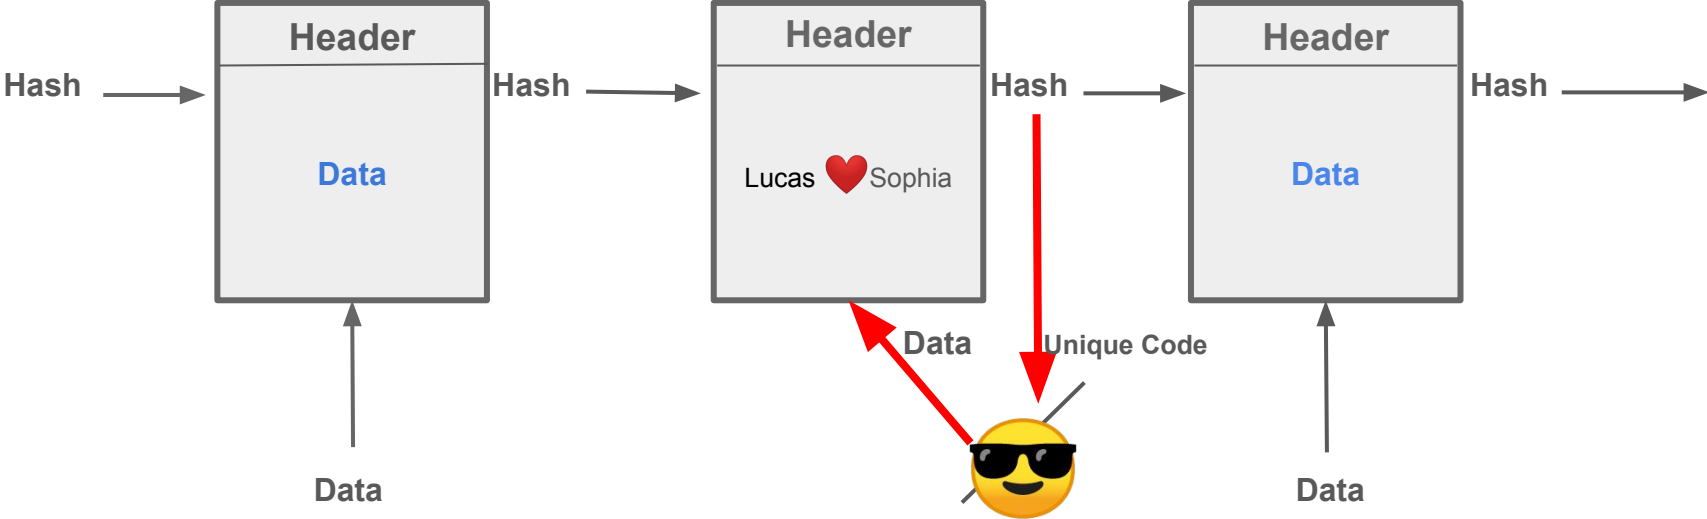 Header
Header
Header
Hash
Hash
Hash
Hash
Data
Lucas ❤️ Sophia
Data
Data
Unique Code
Data
Data